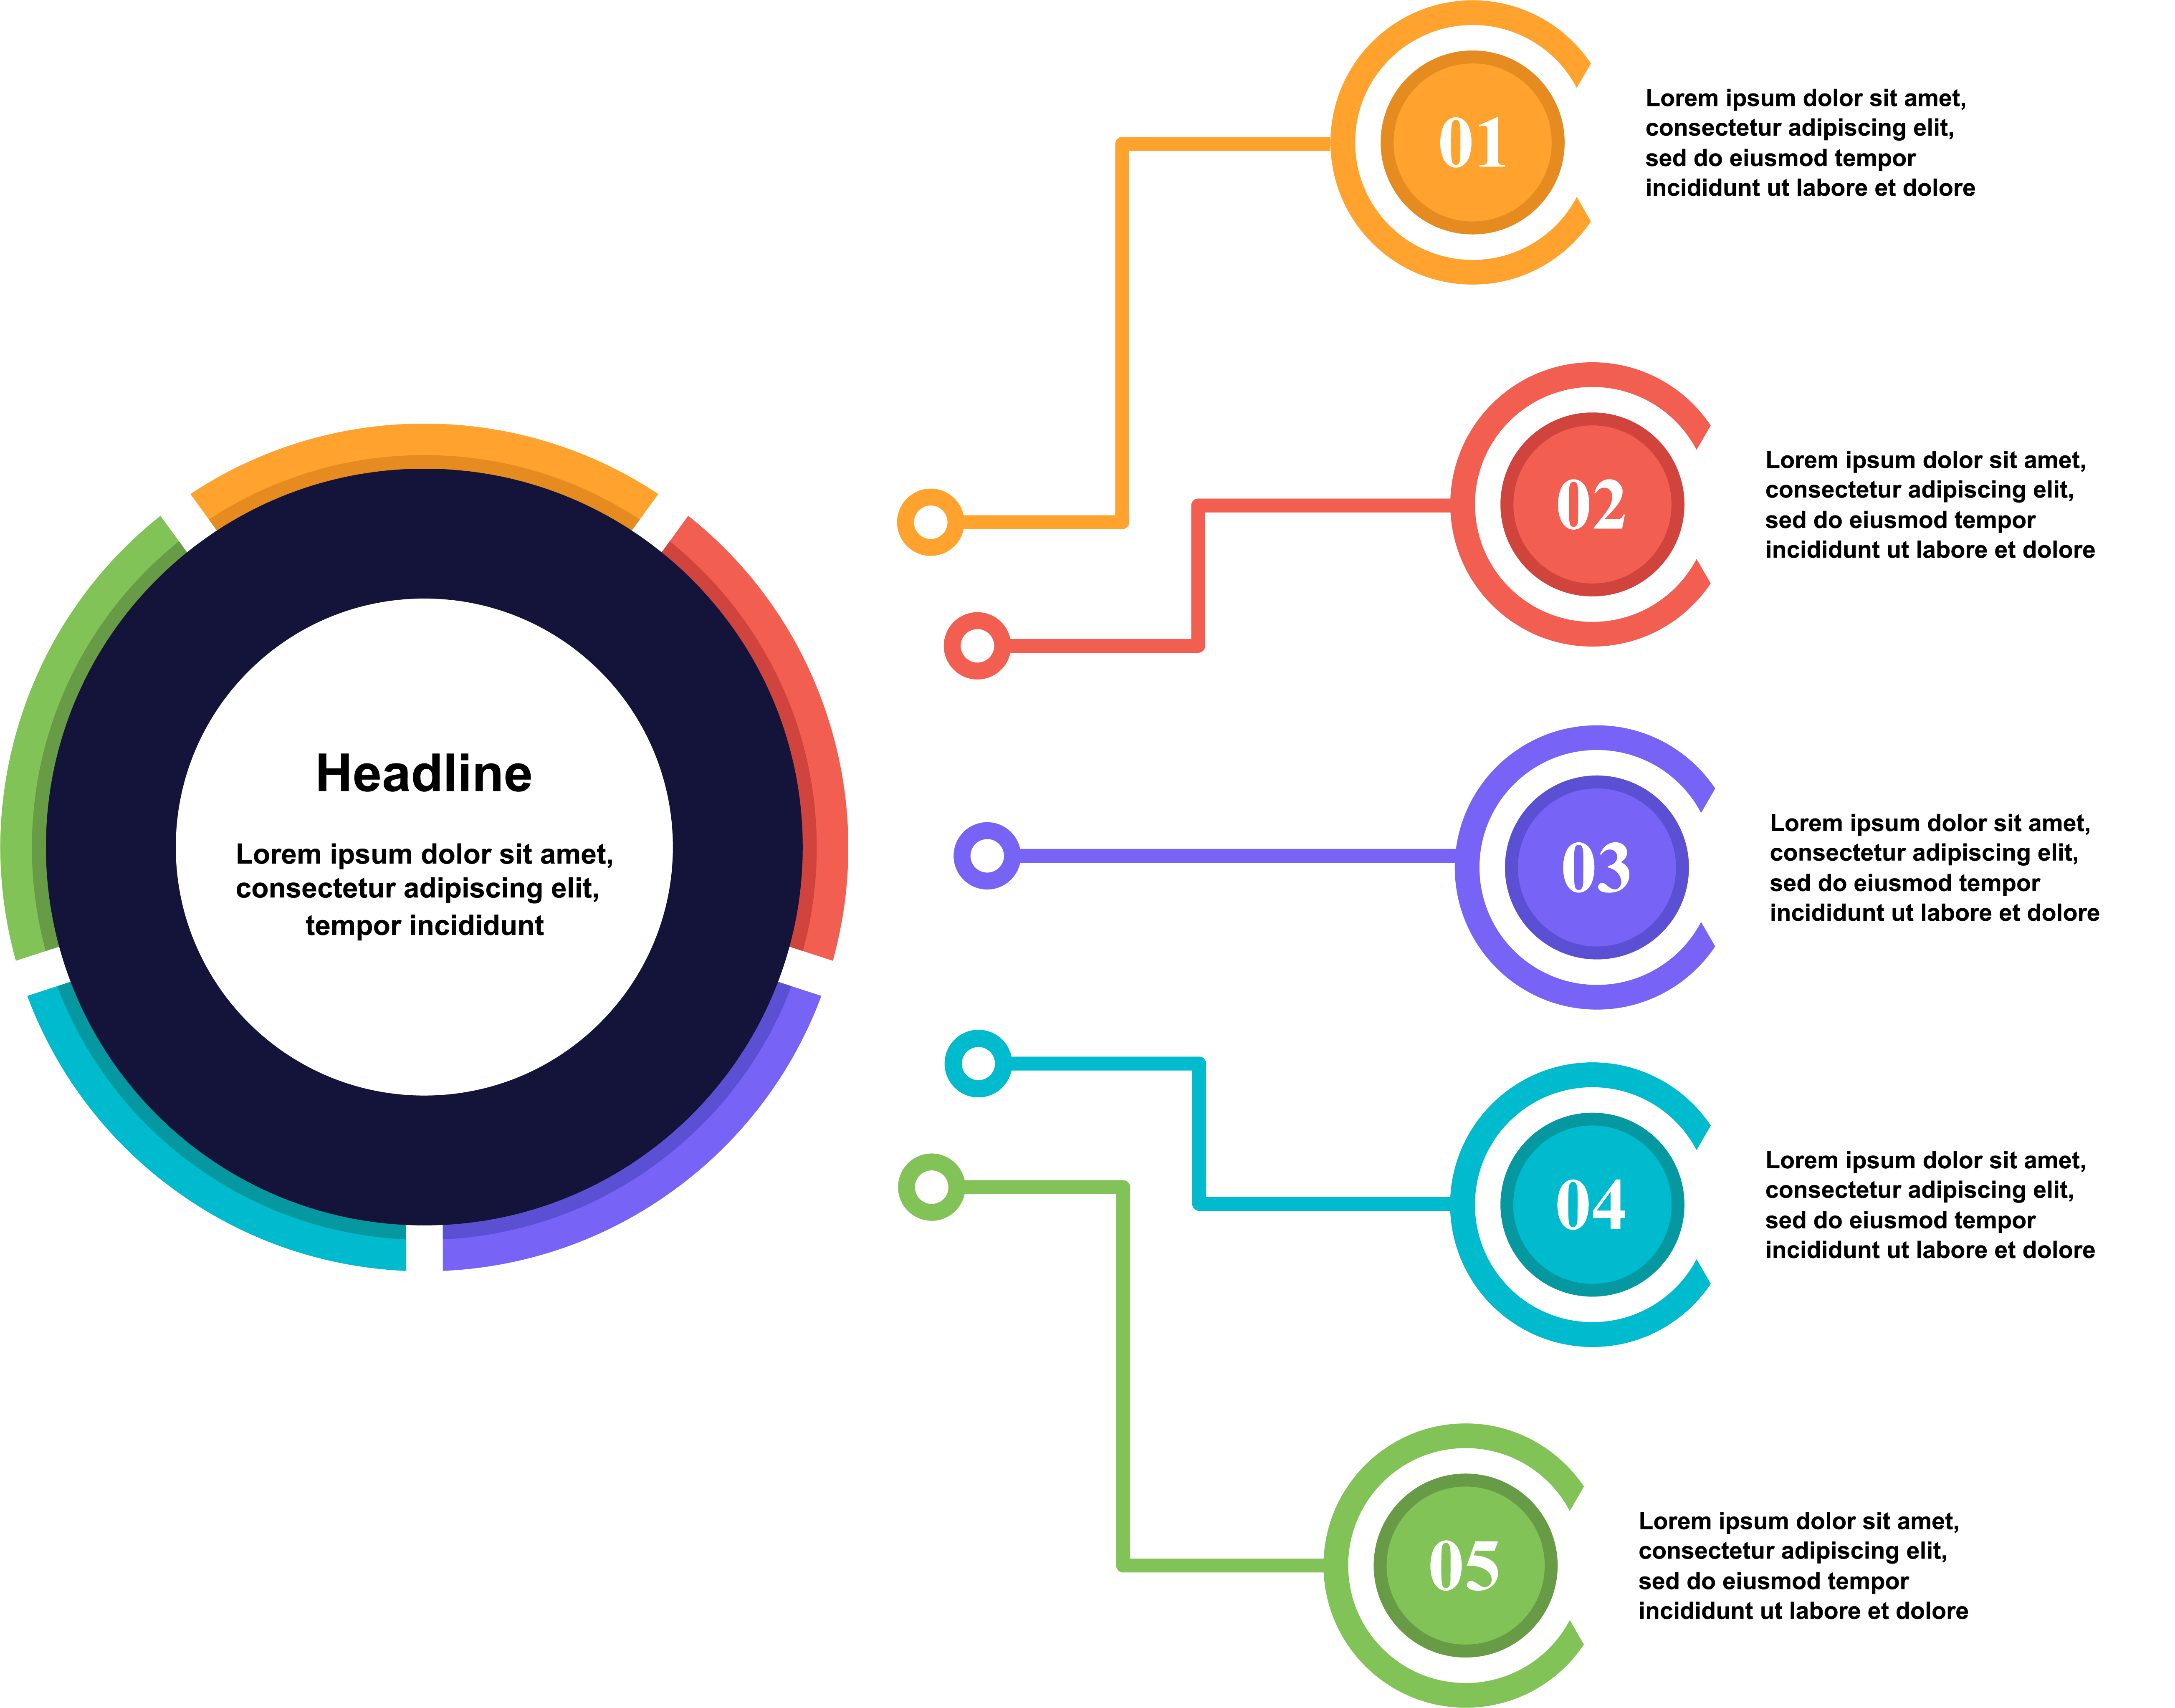 Headline
Lorem ipsum dolor sit amet,
consectetur adipiscing elit,
tempor incididunt
01
Lorem ipsum dolor sit amet,
consectetur adipiscing elit,
sed do eiusmod tempor
incididunt ut labore et dolore
02
Lorem ipsum dolor sit amet,
consectetur adipiscing elit,
sed do eiusmod tempor
incididunt ut labore et dolore
03
Lorem ipsum dolor sit amet,
consectetur adipiscing elit,
sed do eiusmod tempor
incididunt ut labore et dolore
04
Lorem ipsum dolor sit amet,
consectetur adipiscing elit,
sed do eiusmod tempor
incididunt ut labore et dolore
05
Lorem ipsum dolor sit amet,
consectetur adipiscing elit,
sed do eiusmod tempor
incididunt ut labore et dolore